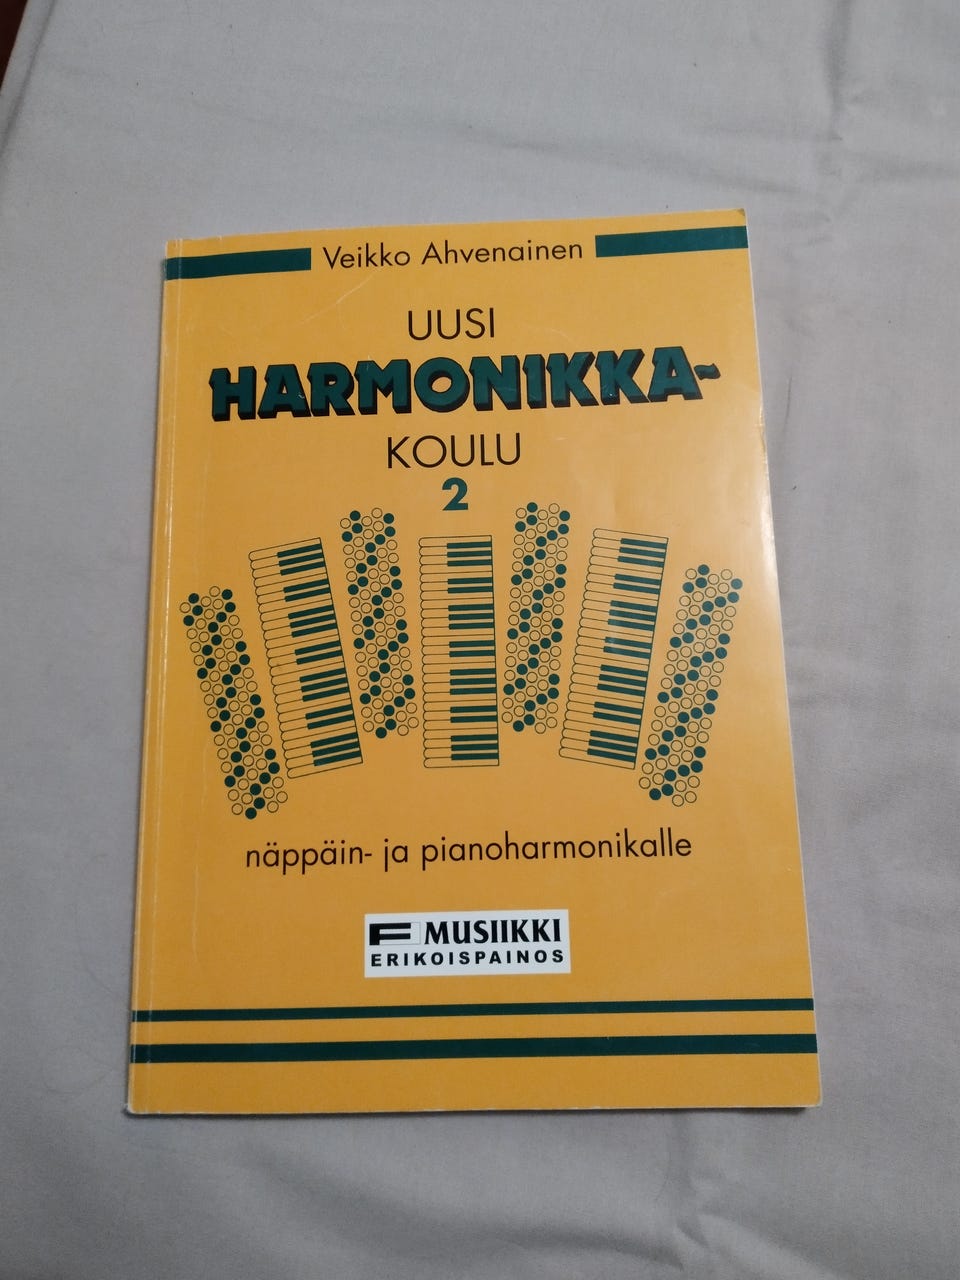 Veikko Ahvenainen
UUSI
HARMONIKKA-
KOULU
2
näppäin- ja pianoharmonikalle
F MUSIIKKI
ERIKOISPAINOS